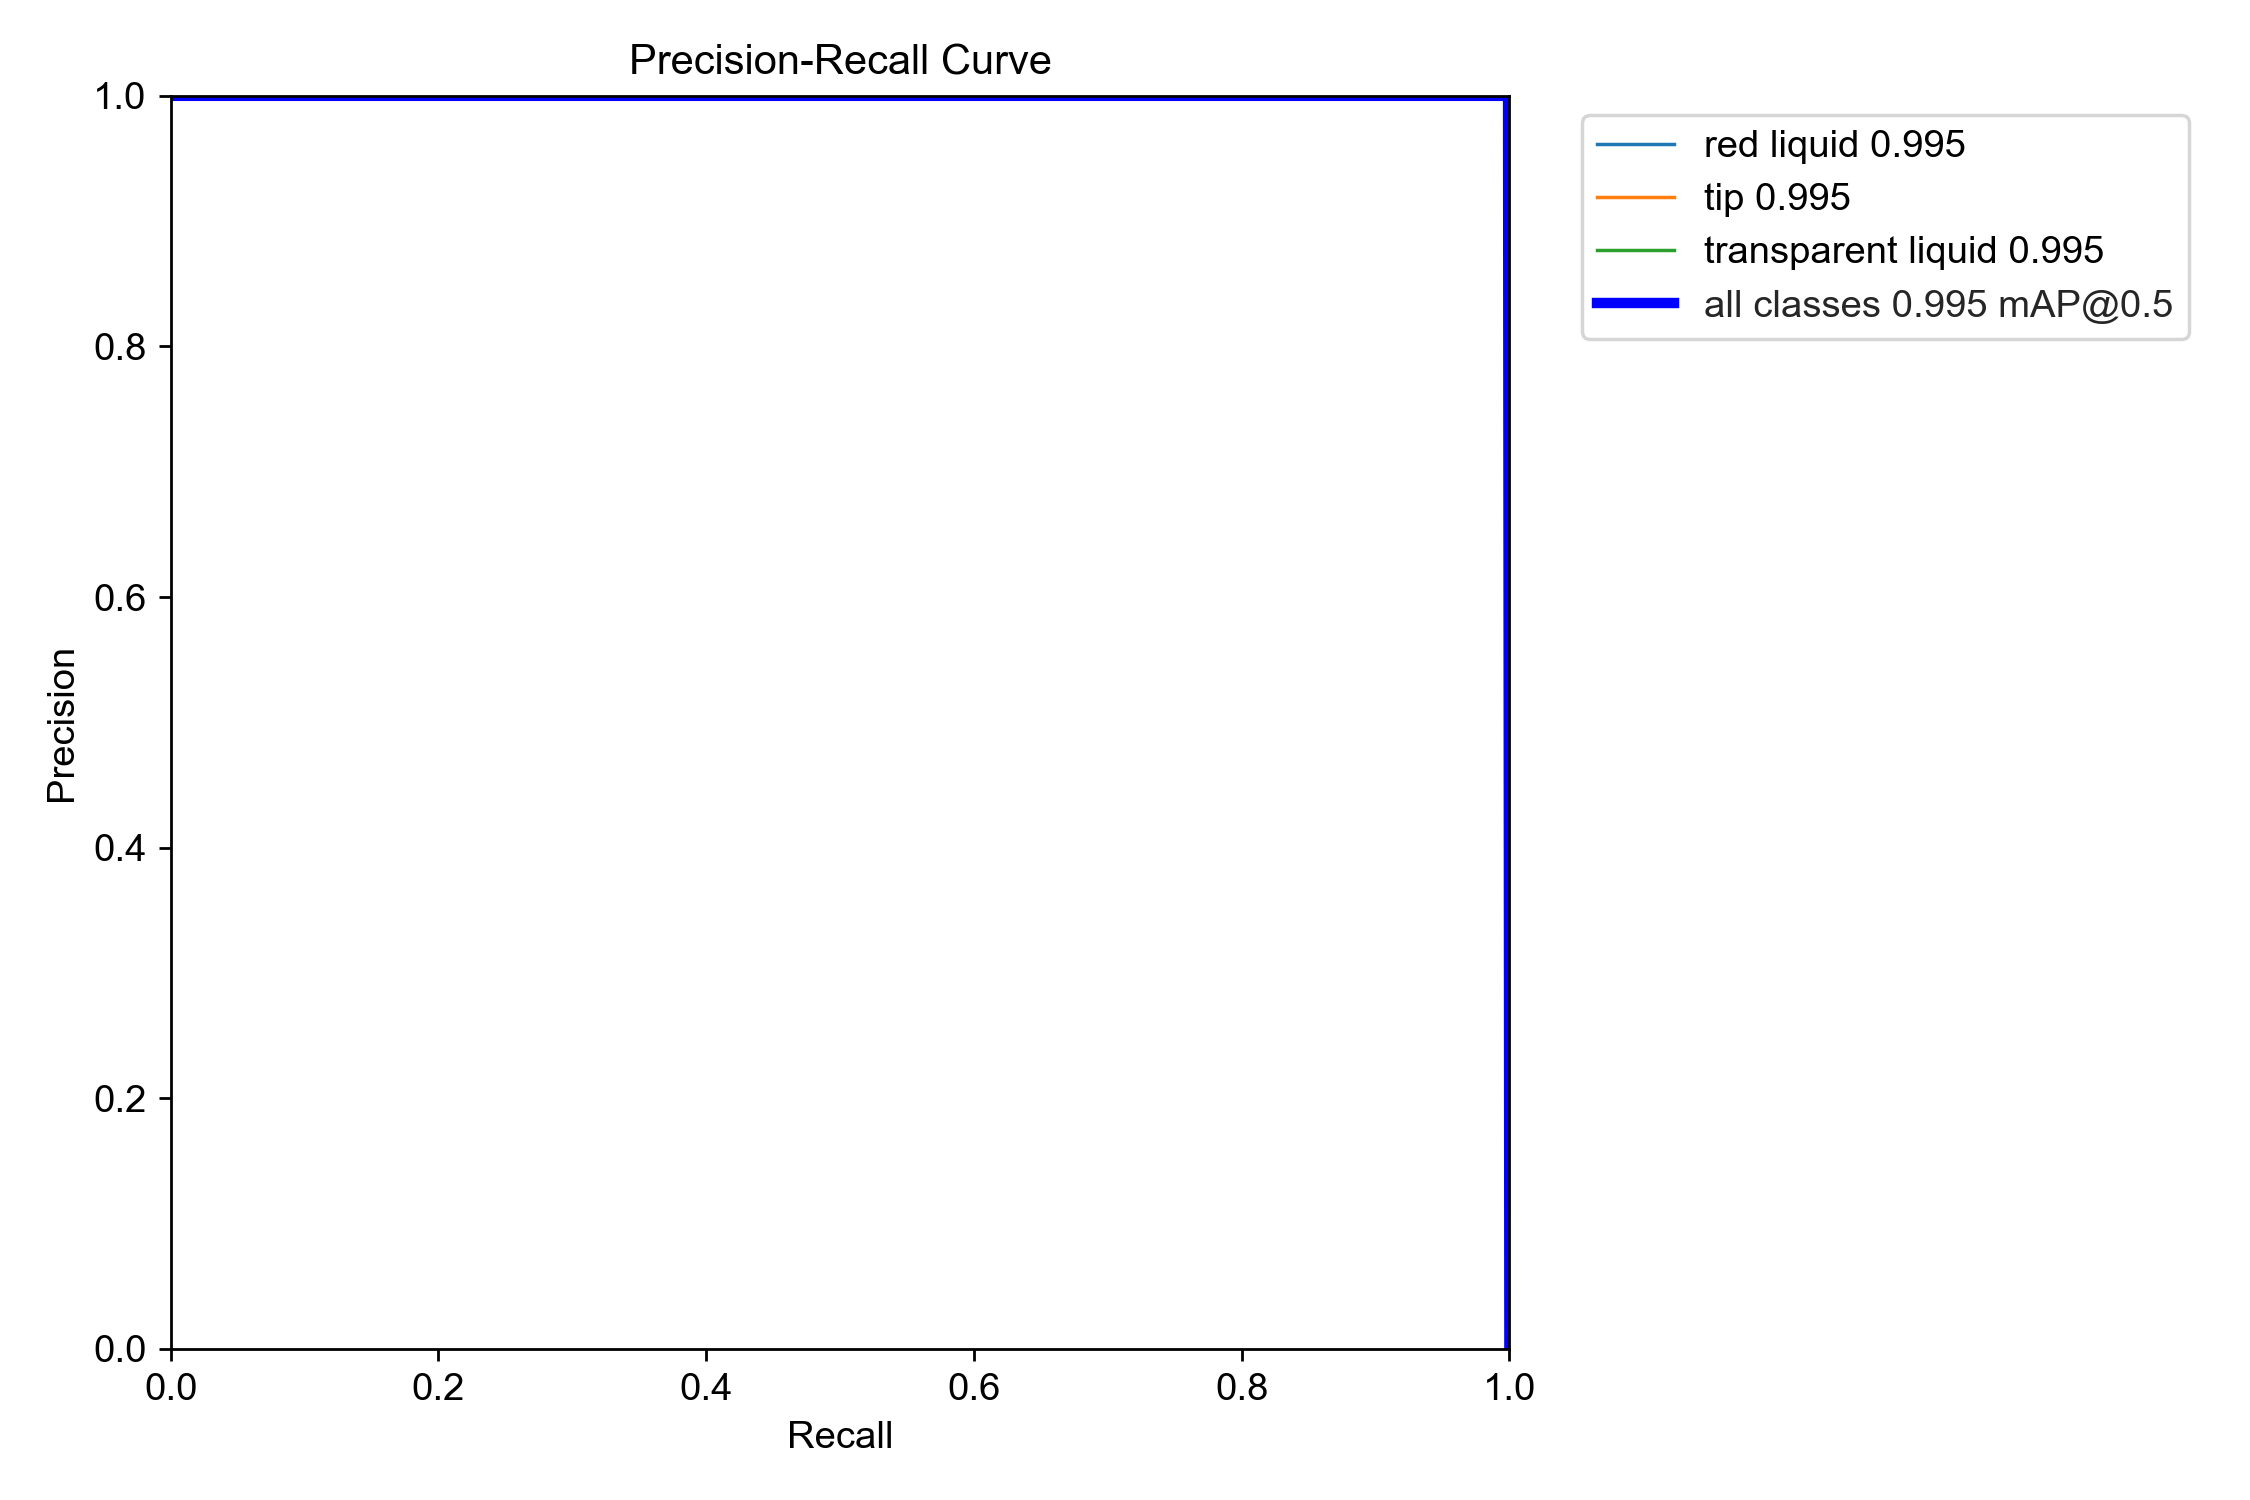 Precision-Recall Curve
1.0
0.8
0.6
0.4
0.2
0.0
Precision
0.0 0.2 0.4 0.6 0.8 1.0
Recall
red liquid 0.995
tip 0.995
transparent liquid 0.995
all classes 0.995 mAP@0.5